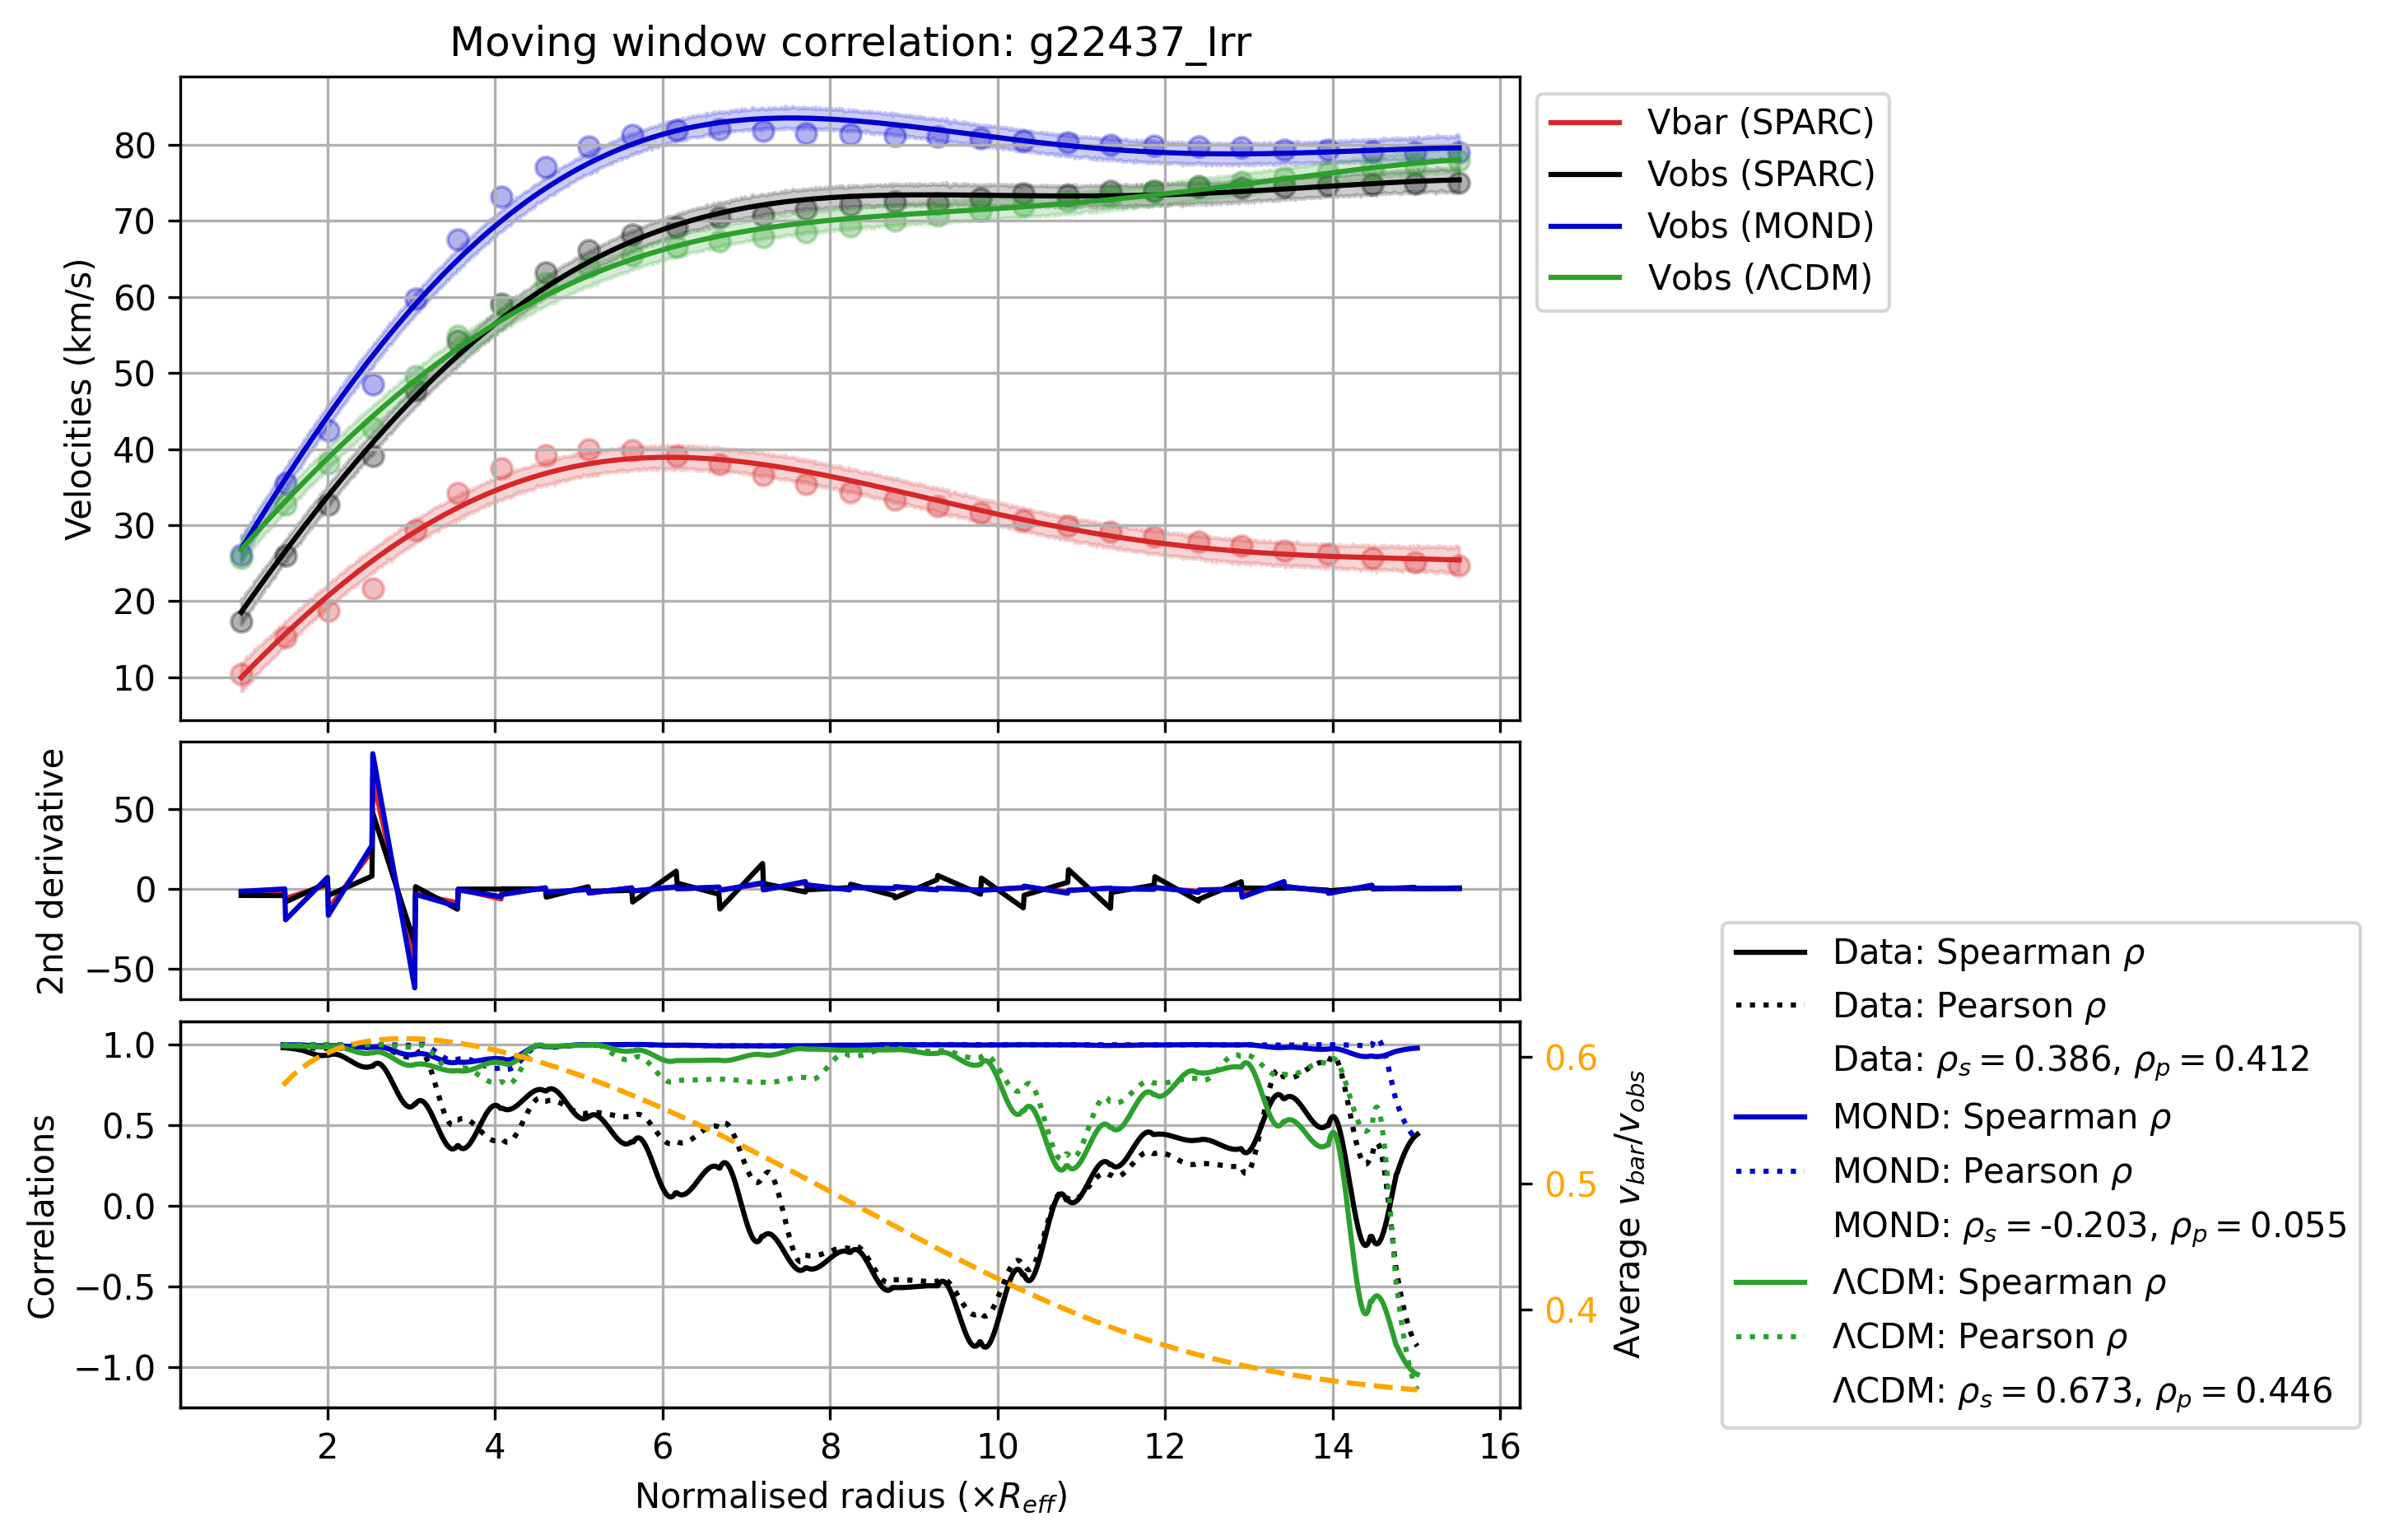 Moving window correlation: g22437_Irr
Velocities (km/s)
80
70
60
50
40
30
20
10
Vbar (SPARC)
Vobs (SPARC)
Vobs (MOND)
Vobs (ΛCDM)
2nd derivative
50
0
−50
Correlations
1.0
0.5
0.0
−0.5
−1.0
0.6
0.5
0.4
Average v_bar/v_obs
Data: Spearman ρ
Data: Pearson ρ
Data: ρ_s = 0.386, ρ_p = 0.412
MOND: Spearman ρ
MOND: Pearson ρ
MOND: ρ_s = -0.203, ρ_p = 0.055
ΛCDM: Spearman ρ
ΛCDM: Pearson ρ
ΛCDM: ρ_s = 0.673, ρ_p = 0.446
2 4 6 8 10 12 14 16
Normalised radius (×R_eff)